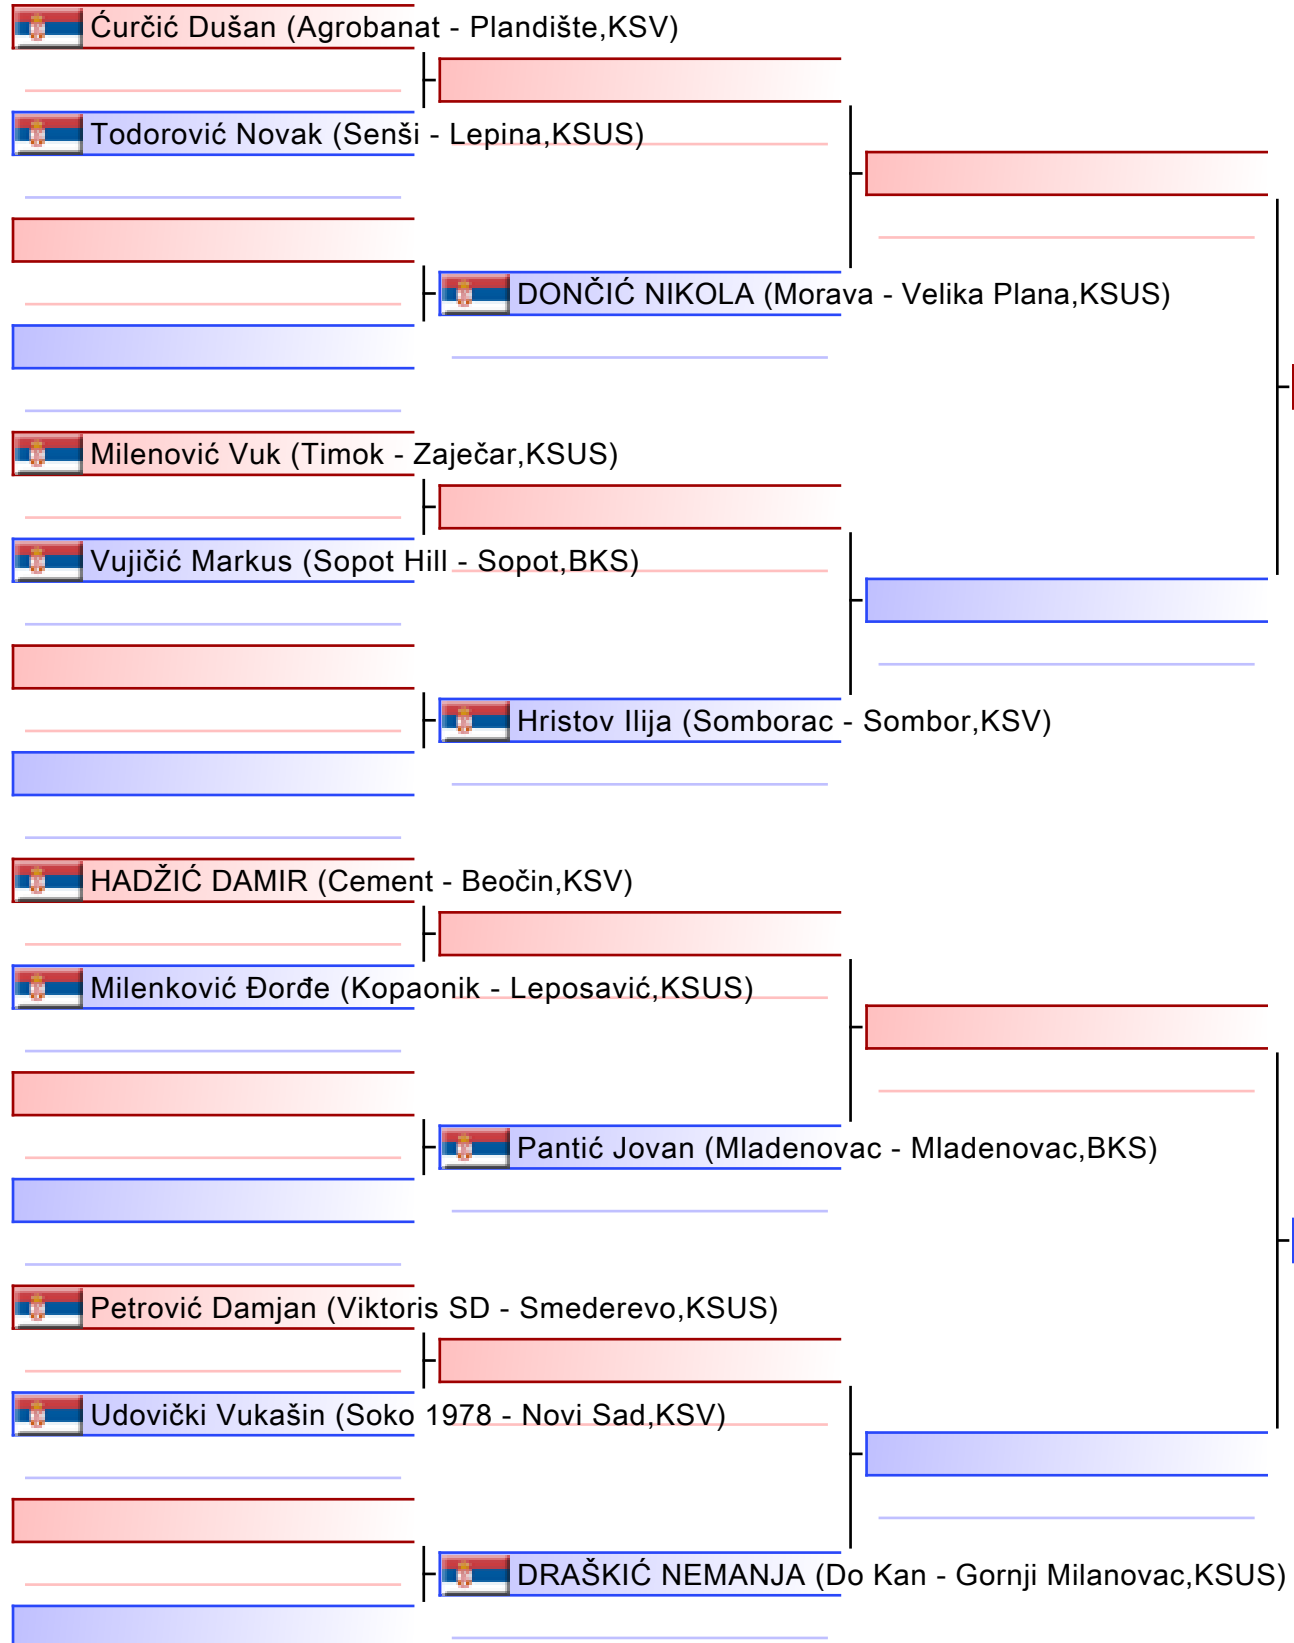 Ćurčić Dušan (Agrobanat - Plandište,KSV)
Todorović Novak (Senši - Lepina,KSUS)
DONČIĆ NIKOLA (Morava - Velika Plana,KSUS)
Milenović Vuk (Timok - Zaječar,KSUS)
Vujičić Markus (Sopot Hill - Sopot,BKS)
Hristov Ilija (Somborac - Sombor,KSV)
HADŽIĆ DAMIR (Cement - Beočin,KSV)
Milenković Đorđe (Kopaonik - Leposavić,KSUS)
Pantić Jovan (Mladenovac - Mladenovac,BKS)
Petrović Damjan (Viktoris SD - Smederevo,KSUS)
Udovički Vukašin (Soko 1978 - Novi Sad,KSV)
DRAŠKIĆ NEMANJA (Do Kan - Gornji Milanovac,KSUS)